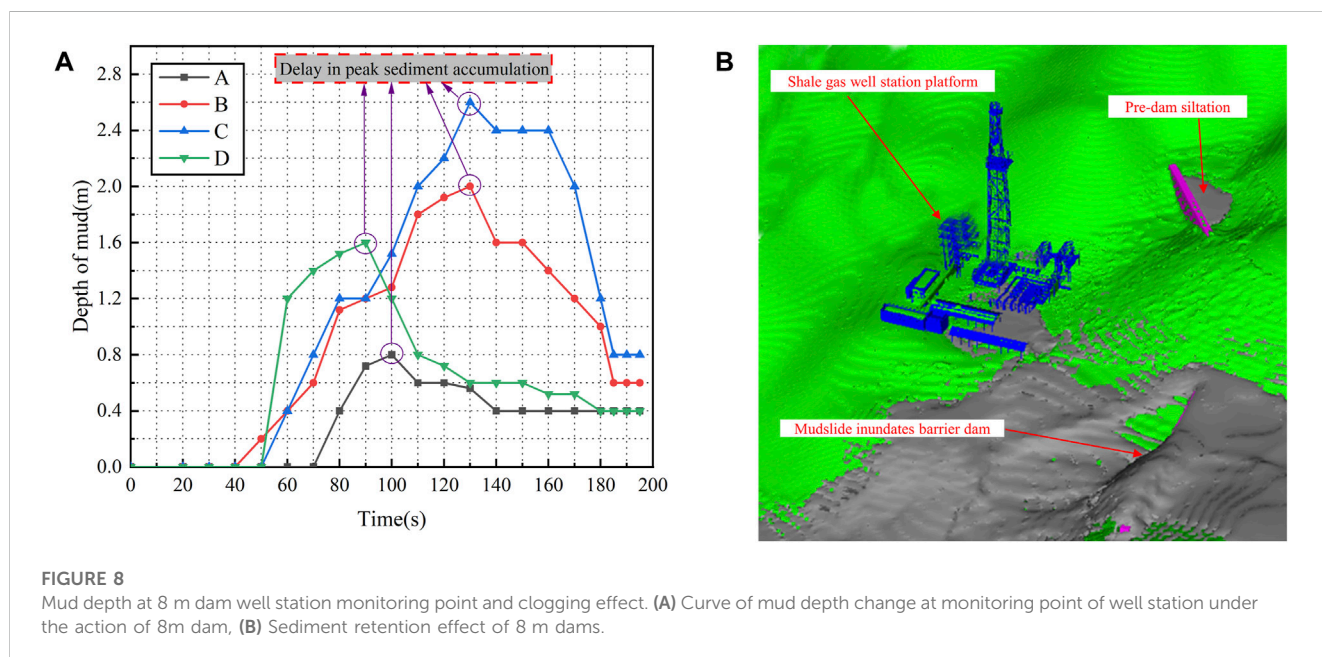 A
Delay in peak sediment accumulation
A
B
C
D
2.8
2.4
2.0
1.6
1.2
0.8
0.4
0.0
Depth of mud(m)
0 20 40 60 80 100 120 140 160 180 200
Time(s)
B
Shale gas well station platform
Pre-dam siltation
Mudslide inundates barrier dam
FIGURE 8
Mud depth at 8 m dam well station monitoring point and clogging effect. (A) Curve of mud depth change at monitoring point of well station under
the action of 8m dam, (B) Sediment retention effect of 8 m dams.